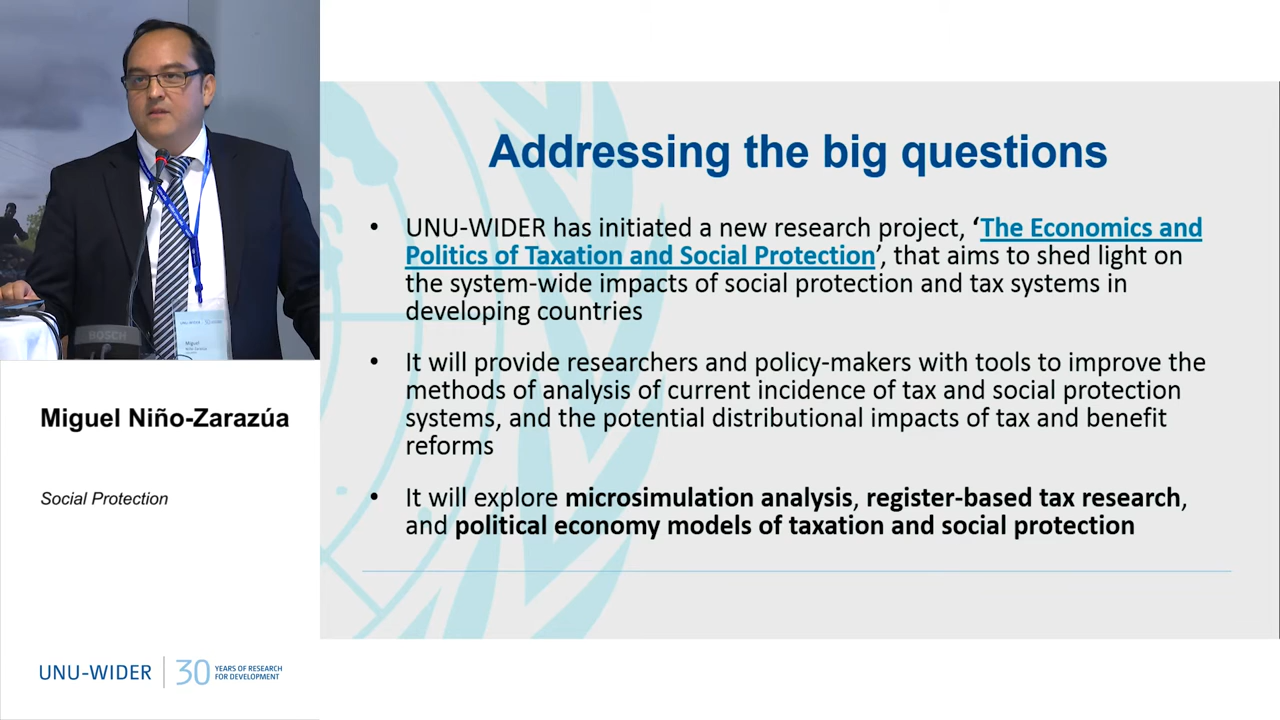 Addressing the big questions
• UNU-WIDER has initiated a new research project, ‘The Economics and
Politics of Taxation and Social Protection’, that aims to shed light on
the system-wide impacts of social protection and tax systems in
developing countries
• It will provide researchers and policy-makers with tools to improve the
methods of analysis of current incidence of tax and social protection
systems, and the potential distributional impacts of tax and benefit
reforms
• It will explore microsimulation analysis, register-based tax research,
and political economy models of taxation and social protection
BOSCH
UNU-WIDER 30
Miguel
Miguel Niño-Zarazúa
Social Protection
UNU-WIDER 30 YEARS OF RESEARCH
FOR DEVELOPMENT